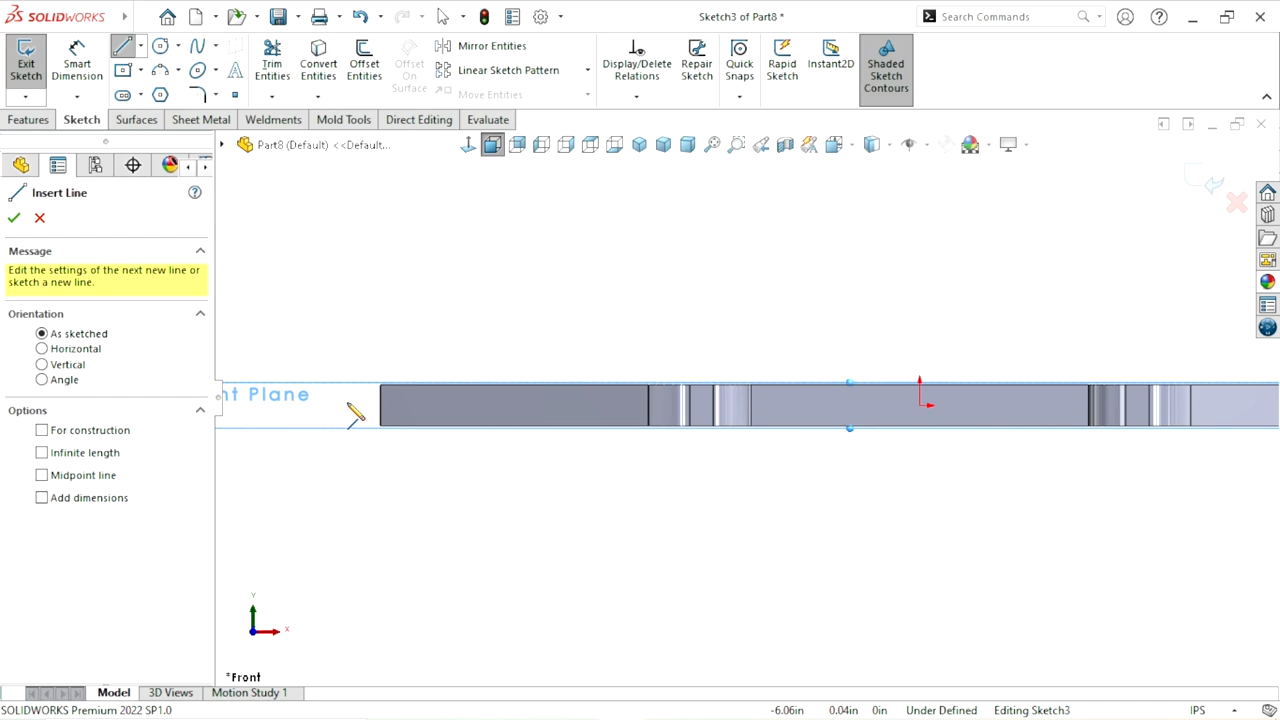 SOLIDWORKS
Sketch3 of Part8 *
Search Commands
Exit Sketch
Smart Dimension
Trim Entities
Convert Entities
Offset Entities
Offset On Surface
Mirror Entities
Linear Sketch Pattern
Move Entities
Display/Delete Relations
Repair Sketch
Quick Snaps
Rapid Sketch
Instant2D
Shaded Sketch Contours
Features
Sketch
Surfaces
Sheet Metal
Weldments
Mold Tools
Direct Editing
Evaluate
Part8 (Default) <<Default...
Insert Line
Message
Edit the settings of the next new line or
sketch a new line.
Orientation
As sketched
Horizontal
Vertical
Angle
Options
For construction
Infinite length
Midpoint line
Add dimensions
nt Plane
Y
X
*Front
Model
3D Views
Motion Study 1
SOLIDWORKS Premium 2022 SP1.0
-6.06in
0.04in
0in
Under Defined
Editing Sketch3
IPS